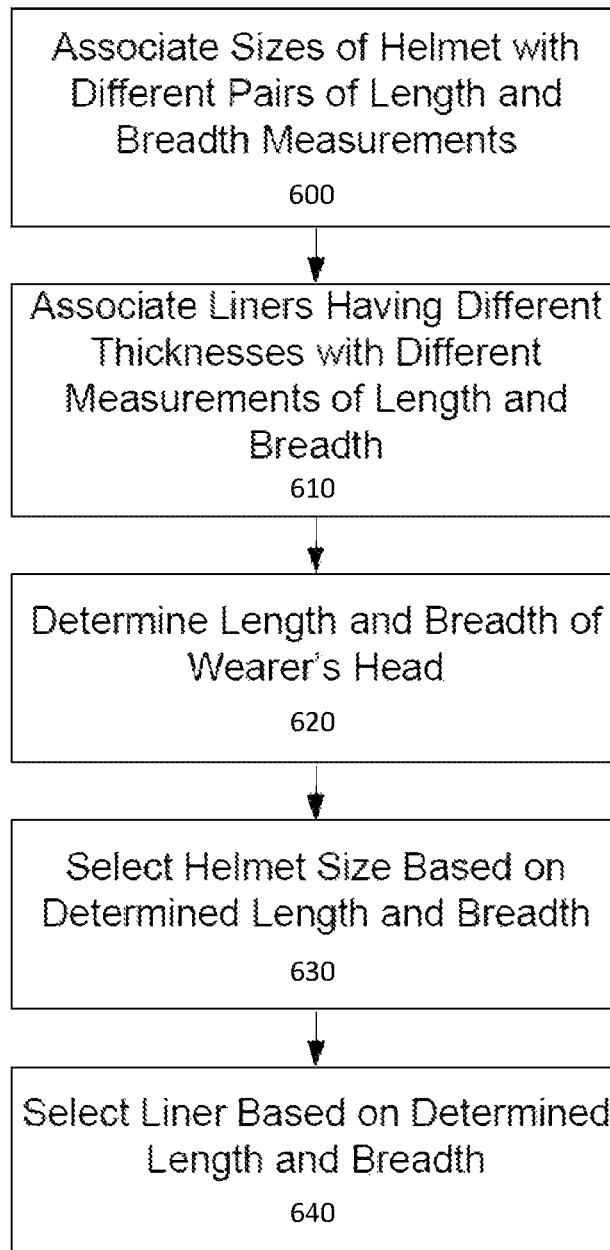 Associate Sizes of Helmet with
Different Pairs of Length and
Breadth Measurements
600
Associate Liners Having Different
Thicknesses with Different
Measurements of Length and
Breadth
610
Determine Length and Breadth of
Wearer's Head
620
Select Helmet Size Based on
Determined Length and Breadth
630
Select Liner Based on Determined
Length and Breadth
640